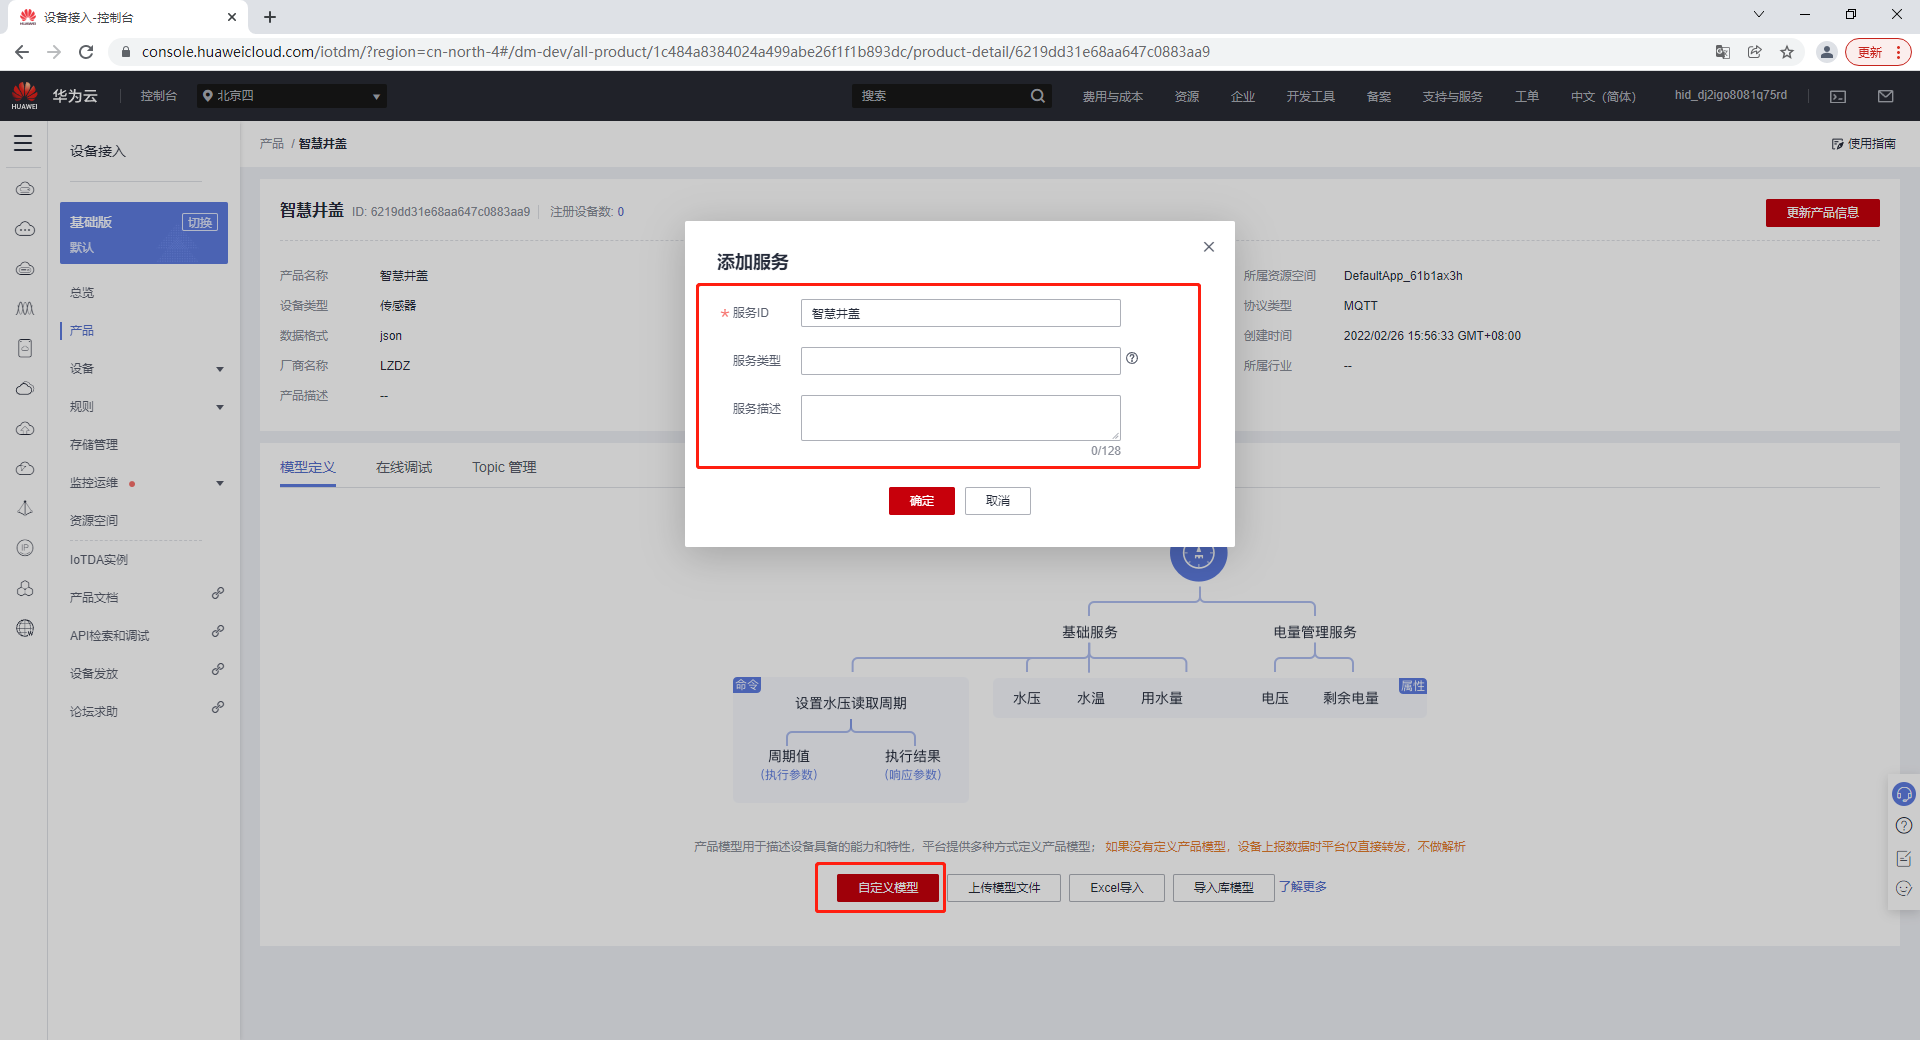 设备接入-控制台
console.huaweicloud.com/iotdm/?region=cn-north-4#/dm-dev/all-product/1c484a8384024a499abe26f1f1b893dc/product-detail/6219dd31e68aa647c0883aa9
更新
HUAWEI
华为云
控制台
北京四
搜索
费用与成本
资源
企业
开发工具
备案
支持与服务
工单
中文（简体）
hid_dj2igo8081q75rd
设备接入
基础版
切换
默认
总览
产品
设备
规则
存储管理
监控运维
资源空间
IoTDA实例
产品文档
API检索和调试
设备发放
论坛求助
产品 / 智慧井盖
使用指南
智慧井盖 ID: 6219dd31e68aa647c0883aa9 注册设备数: 0
更新产品信息
产品名称 智慧井盖
设备类型 传感器
数据格式 json
厂商名称 LZDZ
产品描述 --
所属资源空间 DefaultApp_61b1ax3h
协议类型 MQTT
创建时间 2022/02/26 15:56:33 GMT+08:00
所属行业 --
添加服务
* 服务ID 智慧井盖
服务类型
服务描述
0/128
确定 取消
模型定义 在线调试 Topic 管理
基础服务 电量管理服务
命令
设置水压读取周期
周期值 执行结果
(执行参数) (响应参数)
属性
水压 水温 用水量 电压 剩余电量
产品模型用于描述设备具备的能力和特性，平台提供多种方式定义产品模型；如果没有定义产品模型，设备上报数据时平台仅直接转发，不做解析
自定义模型 上传模型文件 Excel导入 导入库模型 了解更多